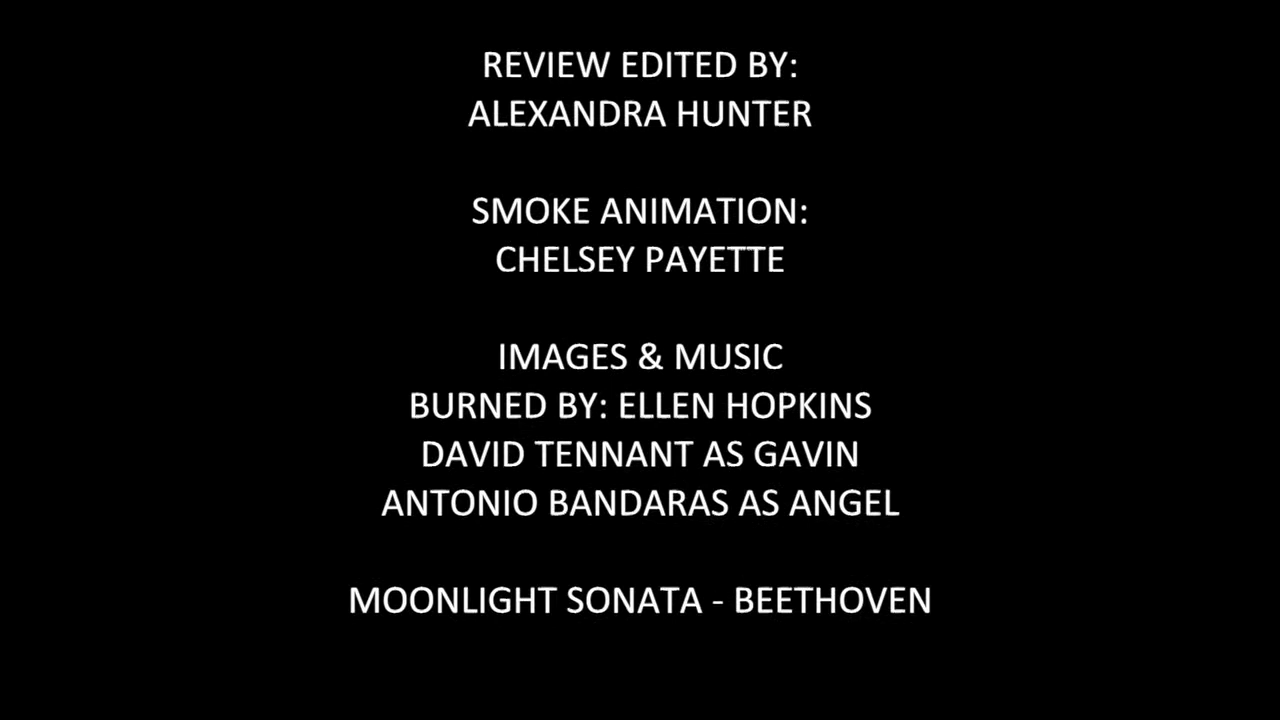 REVIEW EDITED BY:
ALEXANDRA HUNTER
SMOKE ANIMATION:
CHELSEY PAYETTE
IMAGES & MUSIC
BURNED BY: ELLEN HOPKINS
DAVID TENNANT AS GAVIN
ANTONIO BANDARAS AS ANGEL
MOONLIGHT SONATA - BEETHOVEN